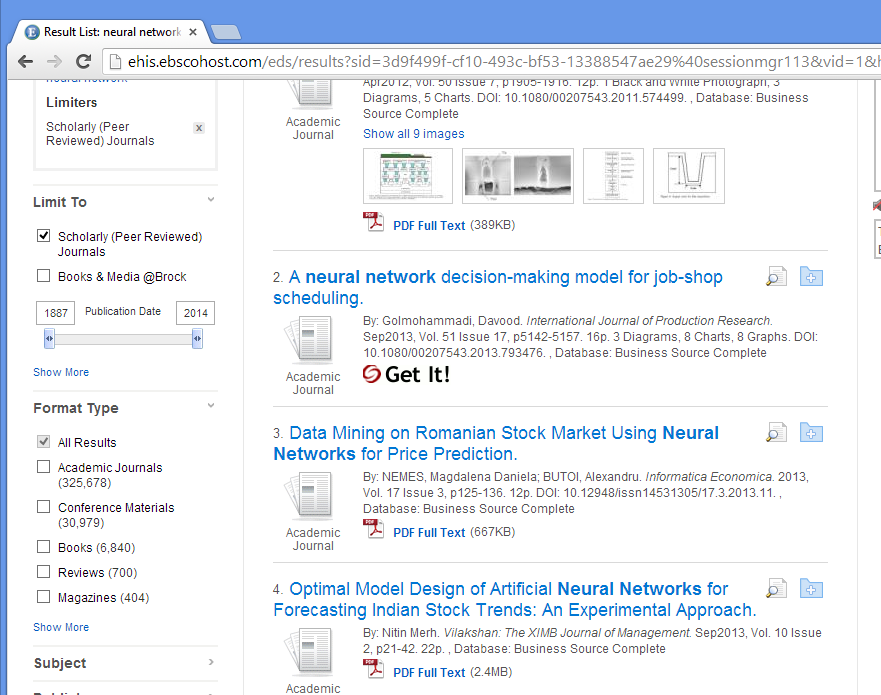 Result List: neural network
ehis.ebscohost.com/eds/results?sid=3d9f499f-cf10-493c-bf53-13388547ae29%40sessionmgr113&vid=1&h
neural network
Limiters
Scholarly (Peer
Reviewed) Journals
x
Limit To
Scholarly (Peer Reviewed)
Journals
Books & Media @Brock
1887
Publication Date
2014
Show More
Format Type
All Results
Academic Journals
(325,678)
Conference Materials
(30,979)
Books (6,840)
Reviews (700)
Magazines (404)
Show More
Subject
Apr2012, Vol. 50 Issue 7, p1905-1916. 12p. 1 Black and White Photograph, 3
Diagrams, 5 Charts. DOI: 10.1080/00207543.2011.574499. , Database: Business
Source Complete
Academic
Journal
Show all 9 images
PDF Full Text (389KB)
2. A neural network decision-making model for job-shop
scheduling.
By: Golmohammadi, Davood. International Journal of Production Research.
Sep2013, Vol. 51 Issue 17, p5142-5157. 16p. 3 Diagrams, 8 Charts, 8 Graphs. DOI:
10.1080/00207543.2013.793476. , Database: Business Source Complete
Academic
Journal
Get It!
3. Data Mining on Romanian Stock Market Using Neural
Networks for Price Prediction.
By: NEMES, Magdalena Daniela; BUTOI, Alexandru. Informatica Economica. 2013,
Vol. 17 Issue 3, p125-136. 12p. DOI: 10.12948/issn14531305/17.3.2013.11. ,
Database: Business Source Complete
Academic
Journal
PDF Full Text (667KB)
4. Optimal Model Design of Artificial Neural Networks for
Forecasting Indian Stock Trends: An Experimental Approach.
By: Nitin Merh. Vilakshan: The XIMB Journal of Management. Sep2013, Vol. 10 Issue
2, p21-42. 22p. , Database: Business Source Complete
Academic
PDF Full Text (2.4MB)